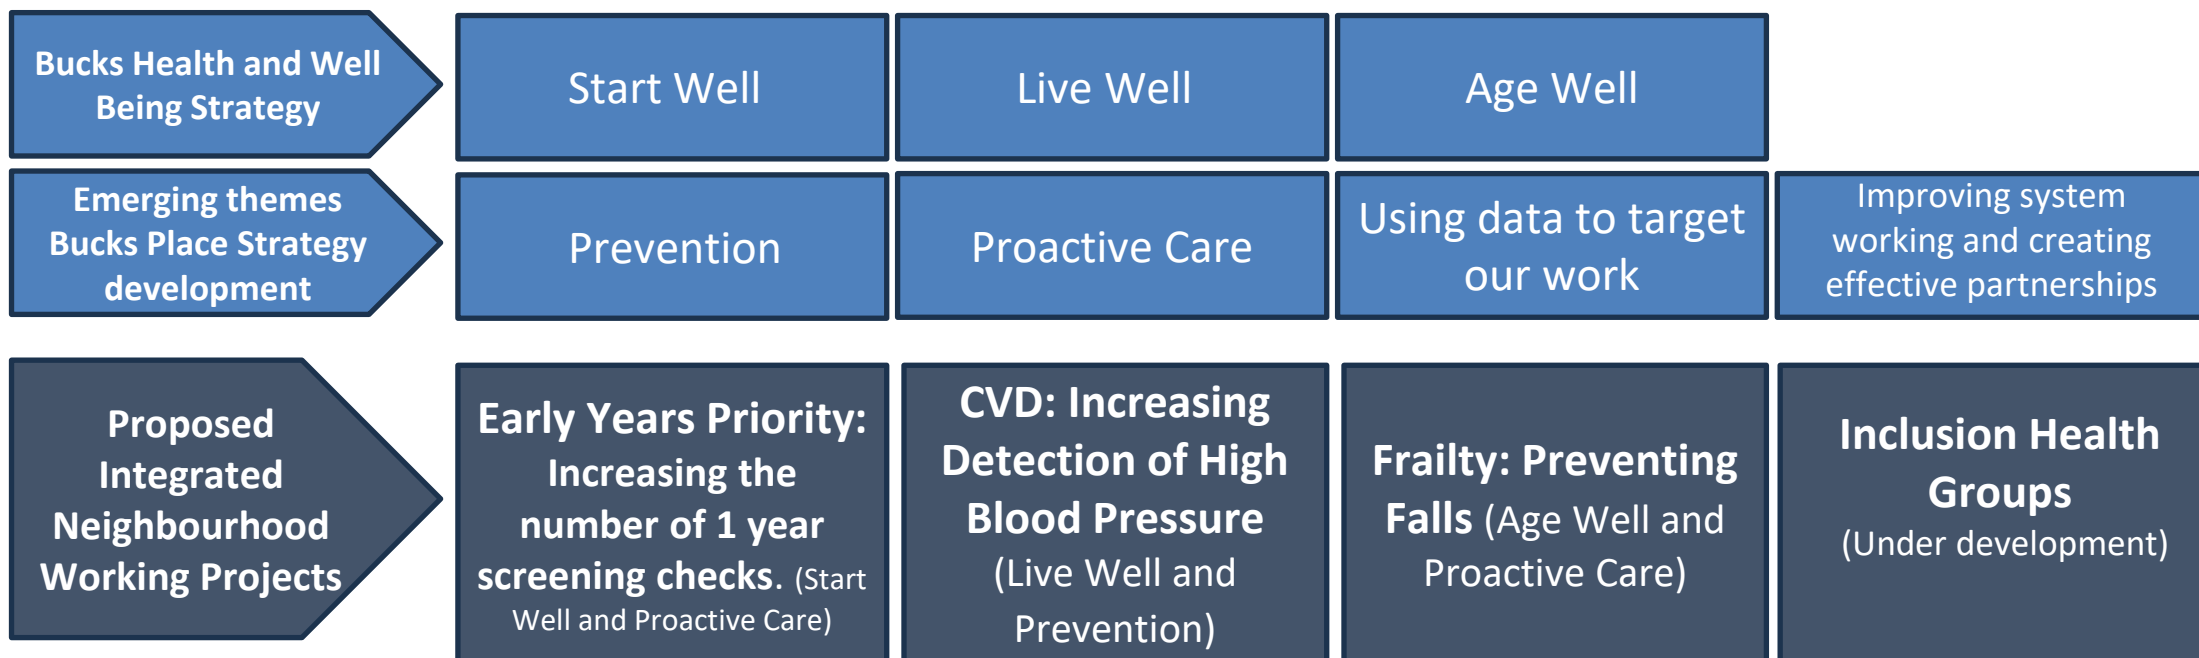 Bucks Health and Well
Being Strategy
Start Well
Live Well
Age Well
Emerging themes
Bucks Place Strategy
development
Prevention
Proactive Care
Using data to target
our work
Improving system
working and creating
effective partnerships
Proposed
Integrated
Neighbourhood
Working Projects
Early Years Priority:
Increasing the
number of 1 year
screening checks. (Start
Well and Proactive Care)
CVD: Increasing
Detection of High
Blood Pressure
(Live Well and
Prevention)
Frailty: Preventing
Falls (Age Well and
Proactive Care)
Inclusion Health
Groups
(Under development)